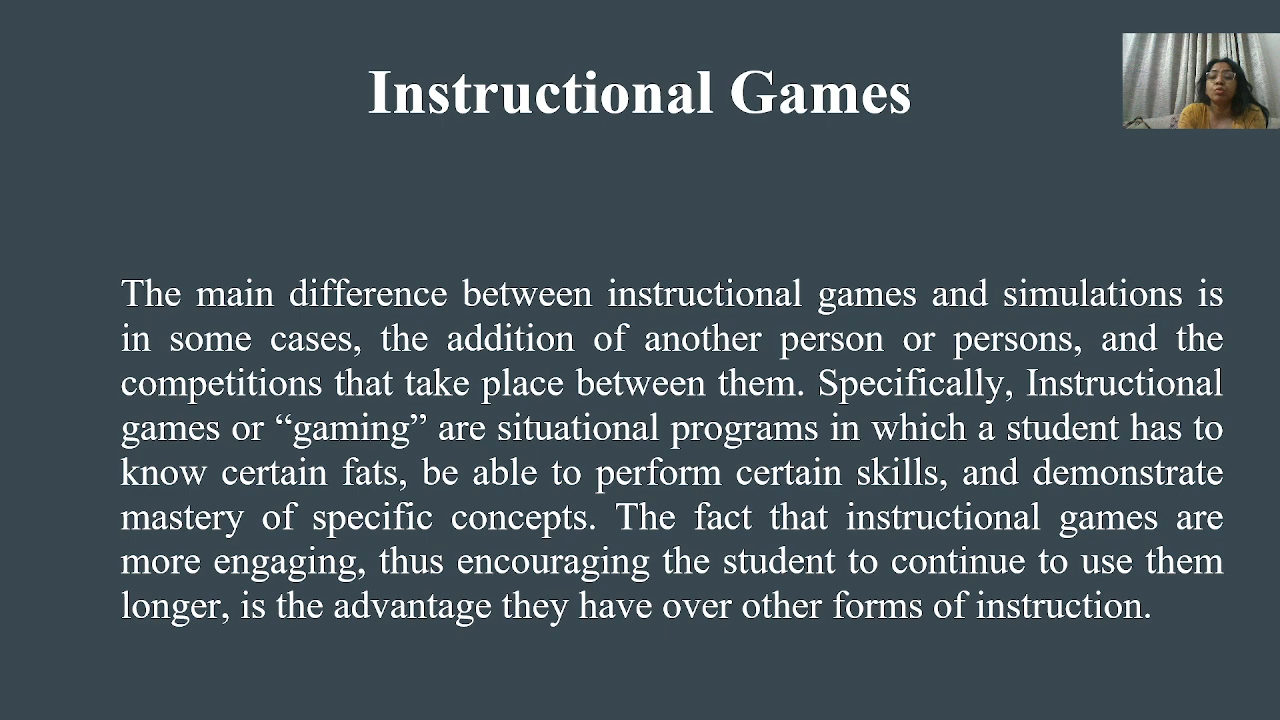 Instructional Games
The main difference between instructional games and simulations is
in some cases, the addition of another person or persons, and the
competitions that take place between them. Specifically, Instructional
games or “gaming” are situational programs in which a student has to
know certain fats, be able to perform certain skills, and demonstrate
mastery of specific concepts. The fact that instructional games are
more engaging, thus encouraging the student to continue to use them
longer, is the advantage they have over other forms of instruction.